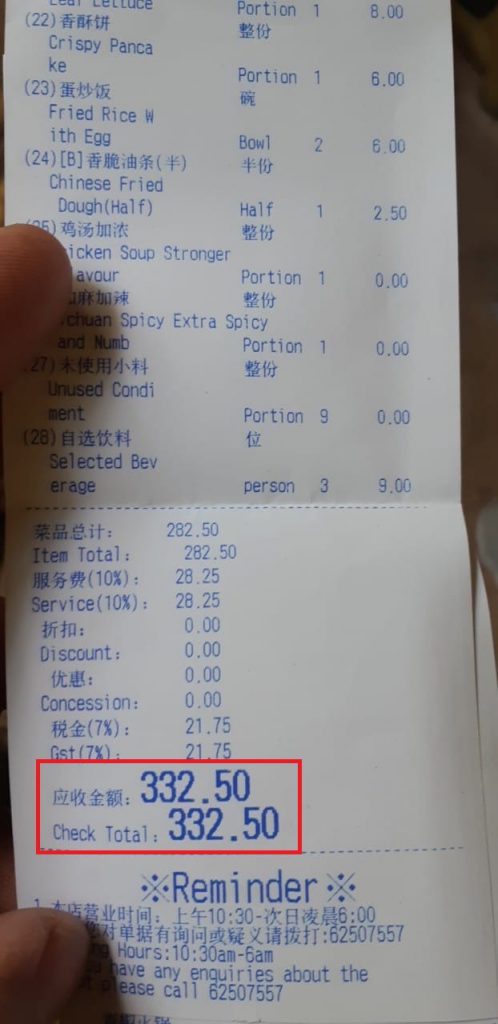 Leaf Lettuce Portion 1 8.00
(22)香酥饼 整份
Crispy Panca
ke Portion 1 6.00
(23)蛋炒饭 碗
Fried Rice W
ith Egg Bowl 2 6.00
(24)[B]香脆油条(半) 半份
Chinese Fried
Dough(Half) Half 1 2.50
鸡汤加浓 整份
Soup Stronger
Portion 1 0.00
麻加辣 整份
Spicy Extra Spicy
and Numb Portion 1 0.00
27)未使用小料 整份
Unused Condi
ment Portion 9 0.00
(28)自选饮料 位
Selected Bev
erage person 3 9.00
菜品总计: 282.50
Item Total: 282.50
服务费(10%): 28.25
Service(10%): 28.25
折扣: 0.00
Discount: 0.00
优惠: 0.00
Concession: 0.00
税金(7%): 21.75
Gst(7%): 21.75
应收金额: 332.50
Check Total: 332.50
※Reminder※
本店营业时间: 上午10:30-次日凌晨6:00
对单据有询问或疑义请拨打:62507557
Hours:10:30am-6am
have any enquiries about the
please call 62507557